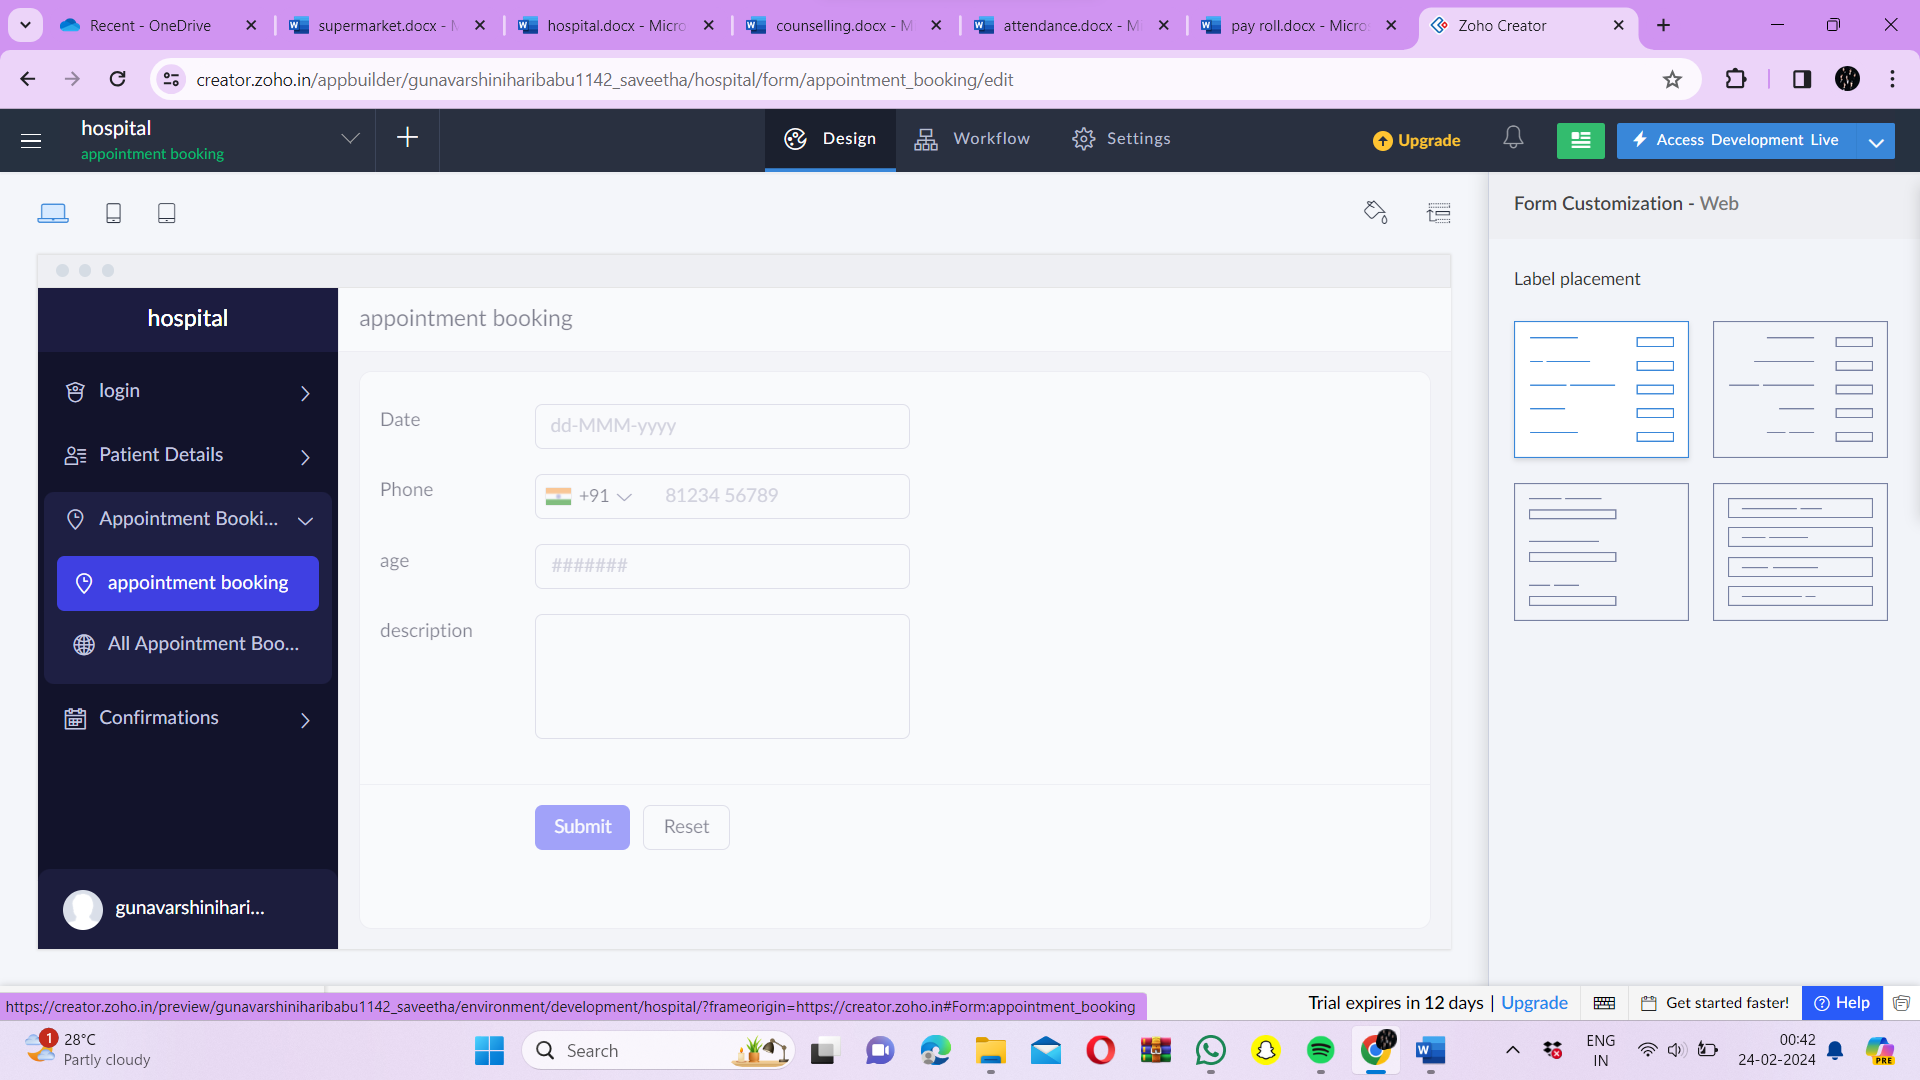 Recent - OneDrive
supermarket.docx - M
hospital.docx - Micro
counselling.docx - M
attendance.docx - Mi
pay roll.docx - Micros
Zoho Creator
creator.zoho.in/appbuilder/gunavarshiniharibabu1142_saveetha/hospital/form/appointment_booking/edit
hospital
appointment booking
Design
Workflow
Settings
Upgrade
Access Development Live
Form Customization - Web
Label placement
hospital
login
Patient Details
Appointment Booki...
appointment booking
All Appointment Boo...
Confirmations
gunavarshinihari...
appointment booking
Date
dd-MMM-yyyy
Phone
+91
81234 56789
age
#######
description
Submit
Reset
https://creator.zoho.in/preview/gunavarshiniharibabu1142_saveetha/environment/development/hospital/?frameorigin=https://creator.zoho.in#Form:appointment_booking
Trial expires in 12 days | Upgrade
Get started faster!
Help
1
28°C
Partly cloudy
Search
ENG
IN
00:42
24-02-2024
PRE